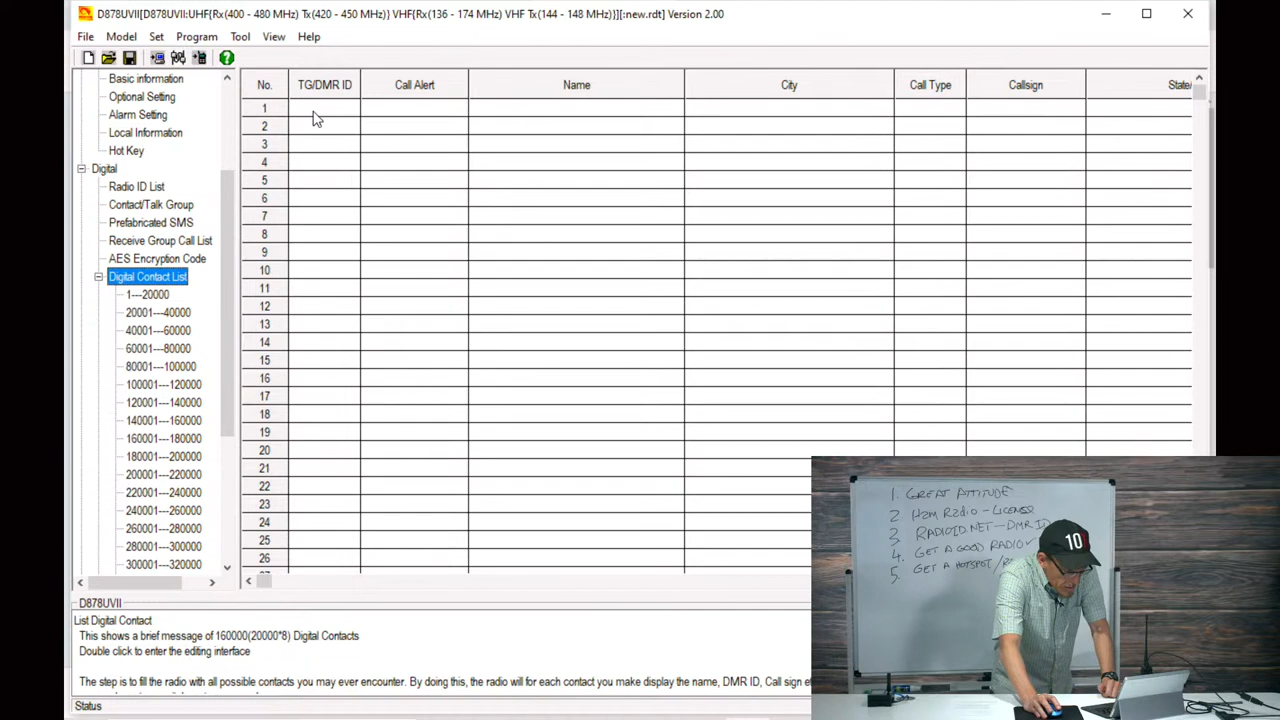 D878UVII[D878UVII:UHF{Rx(400 - 480 MHz) Tx(420 - 450 MHz)} VHF{Rx(136 - 174 MHz) VHF Tx(144 - 148 MHz)}][:new.rdt] Version 2.00
File Model Set Program Tool View Help
Basic information
Optional Setting
Alarm Setting
Local Information
Hot Key
Digital
Radio ID List
Contact/Talk Group
Prefabricated SMS
Receive Group Call List
AES Encryption Code
Digital Contact List
1---20000
20001---40000
40001---60000
60001---80000
80001---100000
100001---120000
120001---140000
140001---160000
160001---180000
180001---200000
200001---220000
220001---240000
240001---260000
260001---280000
280001---300000
300001---320000
No. TG/DMR ID Call Alert Name City Call Type Callsign State/
1
2
3
4
5
6
7
8
9
10
11
12
13
14
15
16
17
18
19
20
21
22
23
24
25
26
D878UVII
List Digital Contact
This shows a brief message of 160000(20000*8) Digital Contacts
Double click to enter the editing interface
The step is to fill the radio with all possible contacts you may ever encounter. By doing this, the radio will for each contact you make display the name, DMR ID, Call sign
Status
1. GREAT ATTITUDE
2 HAM RADIO - LICENSE
3. RADIOID.NET - DMR ID
4. GET A GOOD RADIO
5. GET A HOTSPOT/
10